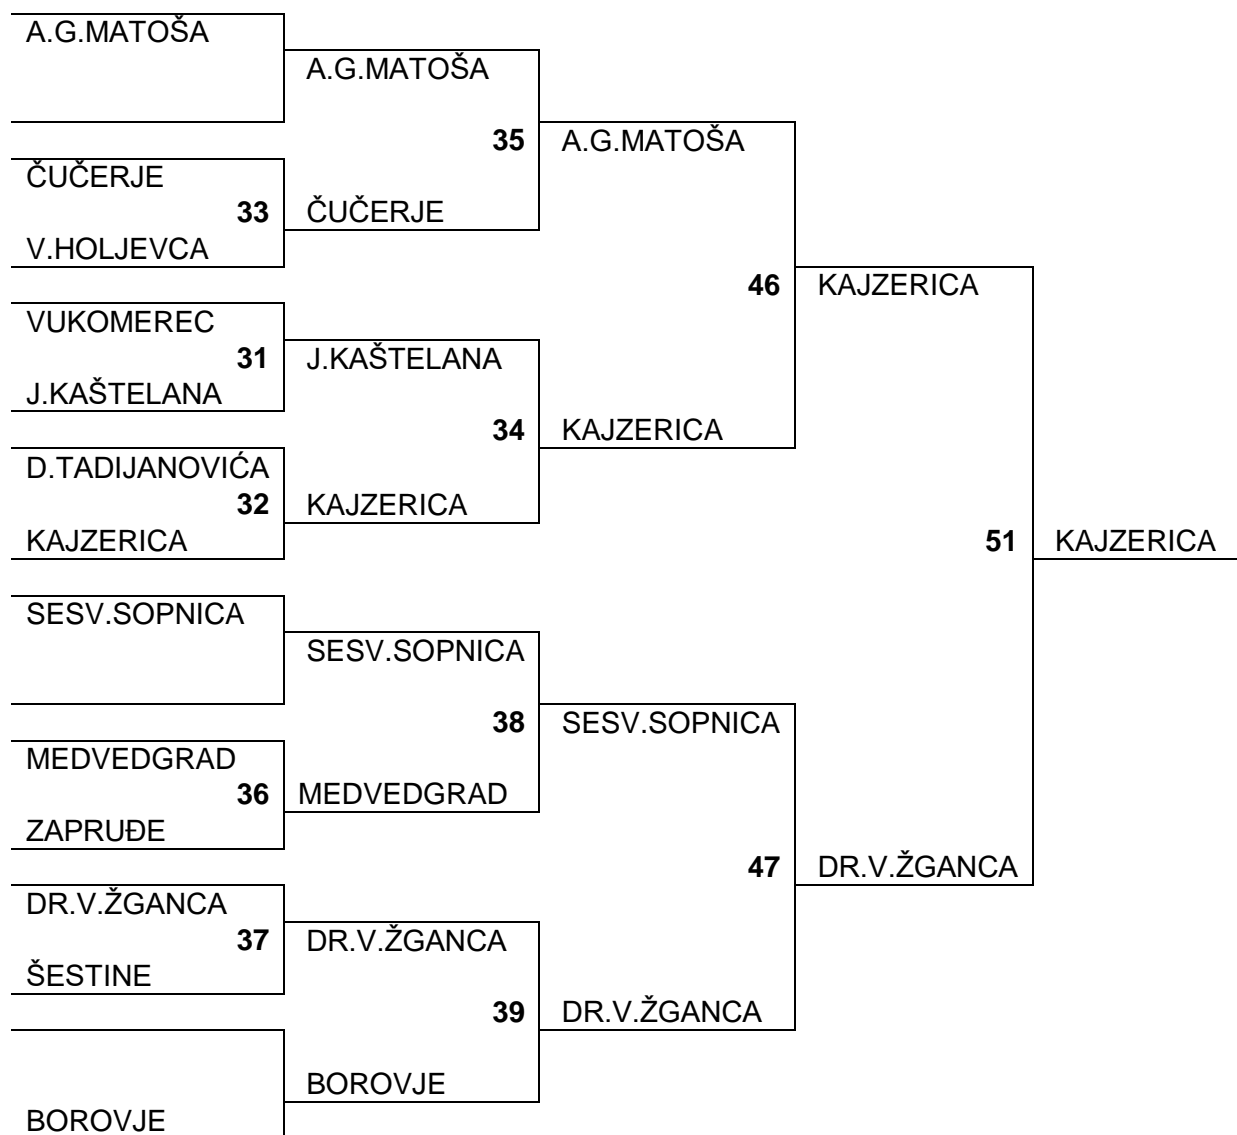 A.G.MATOŠA
A.G.MATOŠA
35
A.G.MATOŠA
ČUČERJE
33
ČUČERJE
V.HOLJEVCA
46
KAJZERICA
VUKOMEREC
31
J.KAŠTELANA
J.KAŠTELANA
34
KAJZERICA
D.TADIJANOVIĆA
32
KAJZERICA
KAJZERICA
51
KAJZERICA
SESV.SOPNICA
SESV.SOPNICA
38
SESV.SOPNICA
MEDVEDGRAD
36
MEDVEDGRAD
ZAPRUĐE
47
DR.V.ŽGANCA
DR.V.ŽGANCA
37
DR.V.ŽGANCA
ŠESTINE
39
DR.V.ŽGANCA
BOROVJE
BOROVJE